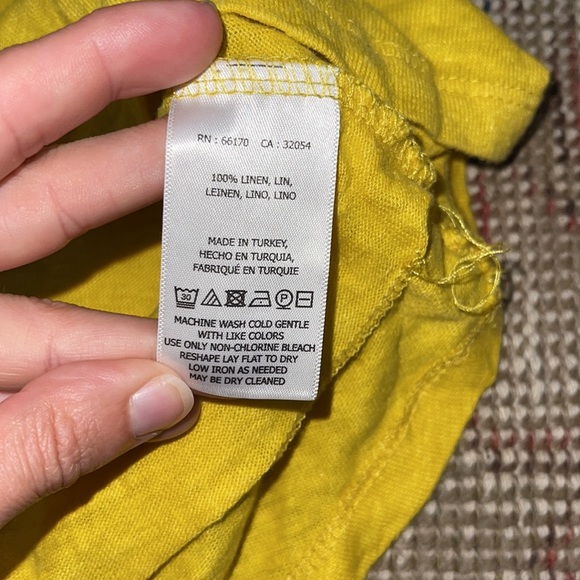 RN : 66170 CA : 32054
100% LINEN, LIN,
LEINEN, LINO, LINO
MADE IN TURKEY,
HECHO EN TURQUIA,
FABRIQUÉ EN TURQUIE
30 P
MACHINE WASH COLD GENTLE
WITH LIKE COLORS
USE ONLY NON-CHLORINE BLEACH
RESHAPE LAY FLAT TO DRY
LOW IRON AS NEEDED
MAY BE DRY CLEANED